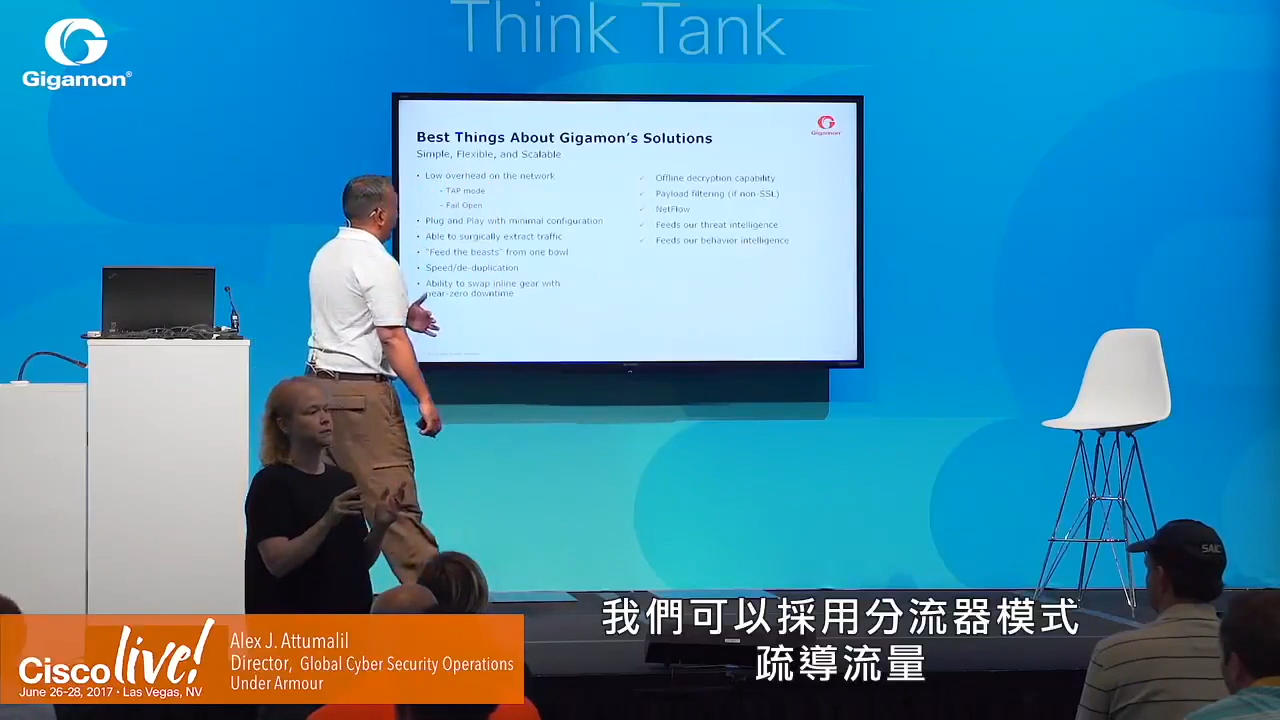 Think Tank
Gigamon®
Best Things About Gigamon's Solutions
Simple, Flexible, and Scalable
Gigamon
• Low overhead on the network
– TAP mode
– Fail Open
• Plug and Play with minimal configuration
• Able to surgically extract traffic
• "Feed the beasts" from one bowl
• Speed/de-duplication
• Ability to swap inline gear with
near-zero downtime
✓ Offline decryption capability
✓ Payload filtering (if non-SSL)
✓ NetFlow
✓ Feeds our threat intelligence
✓ Feeds our behavior intelligence
SAIC
我們可以採用分流器模式
疏導流量
Cisco live!
June 26-28, 2017 • Las Vegas, NV
Alex J. Attumalil
Director, Global Cyber Security Operations
Under Armour